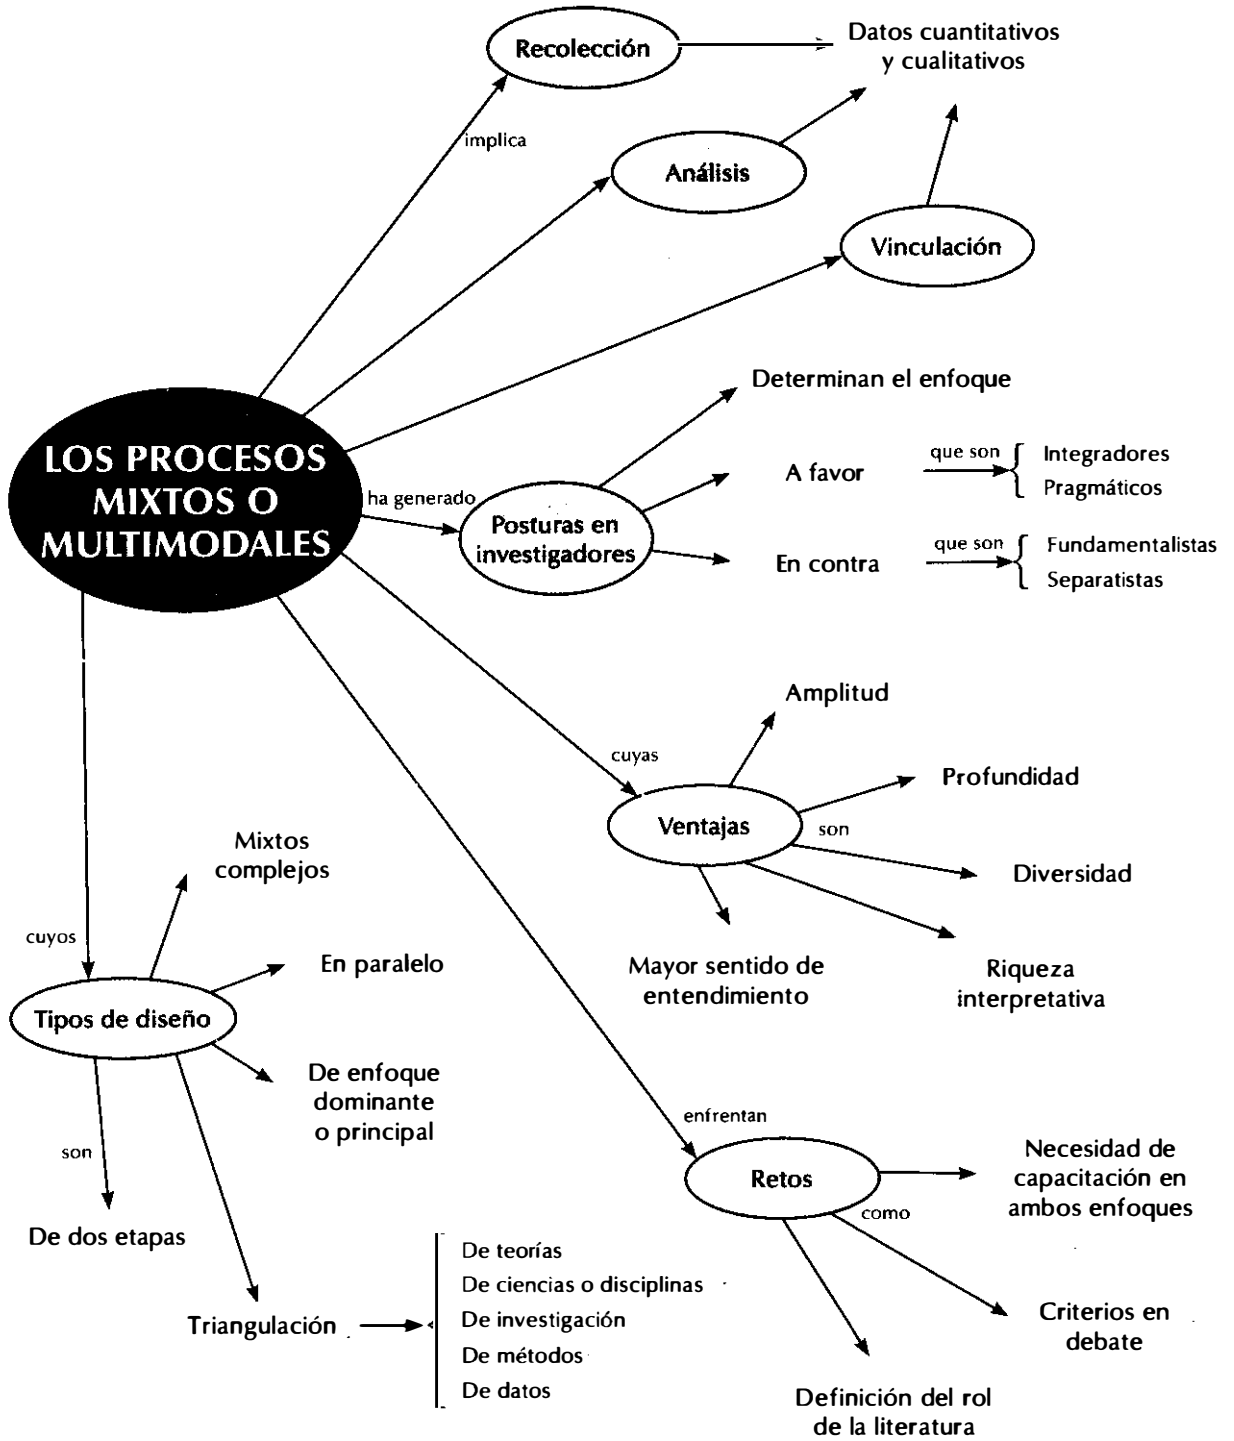 Recolección
Datos cuantitativos
y cualitativos
implica
Análisis
Vinculación
LOS PROCESOS
MIXTOS O
MULTIMODALES
ha generado
Posturas en
investigadores
Determinan el enfoque
A favor
que son
Integradores
Pragmáticos
En contra
que son
Fundamentalistas
Separatistas
cuyas
Ventajas
son
Amplitud
Profundidad
Diversidad
Riqueza
interpretativa
Mayor sentido de
entendimiento
cuyos
Tipos de diseño
son
Mixtos
complejos
En paralelo
De enfoque
dominante
o principal
De dos etapas
Triangulación
De teorías
De ciencias o disciplinas
De investigación
De métodos
De datos
enfrentan
Retos
como
Necesidad de
capacitación en
ambos enfoques
Criterios en
debate
Definición del rol
de la literatura